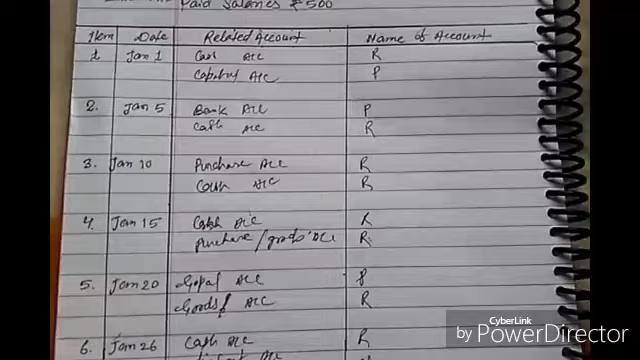 Paid Salaries ₹500
Item Date Related Account Name of Account
1 Jan 1 Cash A/C R
Capital A/C P
2. Jan 5 Bank A/C P
Cash A/C R
3. Jan 10 Purchase A/C R
Cash A/C R
4. Jan 15 Cash A/C R
Purchase/goods A/C R
5. Jan 20 Gopal A/C P
Goods A/C R
6. Jan 26 Cash A/C R
CyberLink
by PowerDirector